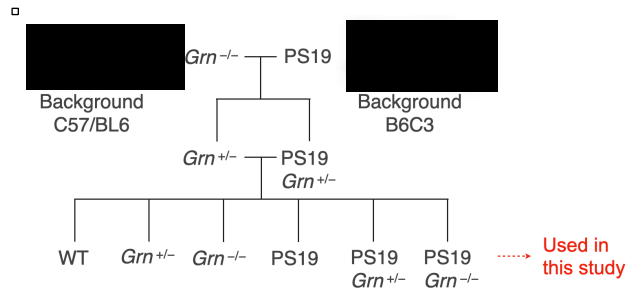 Grn –/–
PS19
Background
C57/BL6
Background
B6C3
Grn +/–
PS19
Grn +/–
WT
Grn +/–
Grn –/–
PS19
PS19
Grn +/–
PS19
Grn –/–
Used in
this study